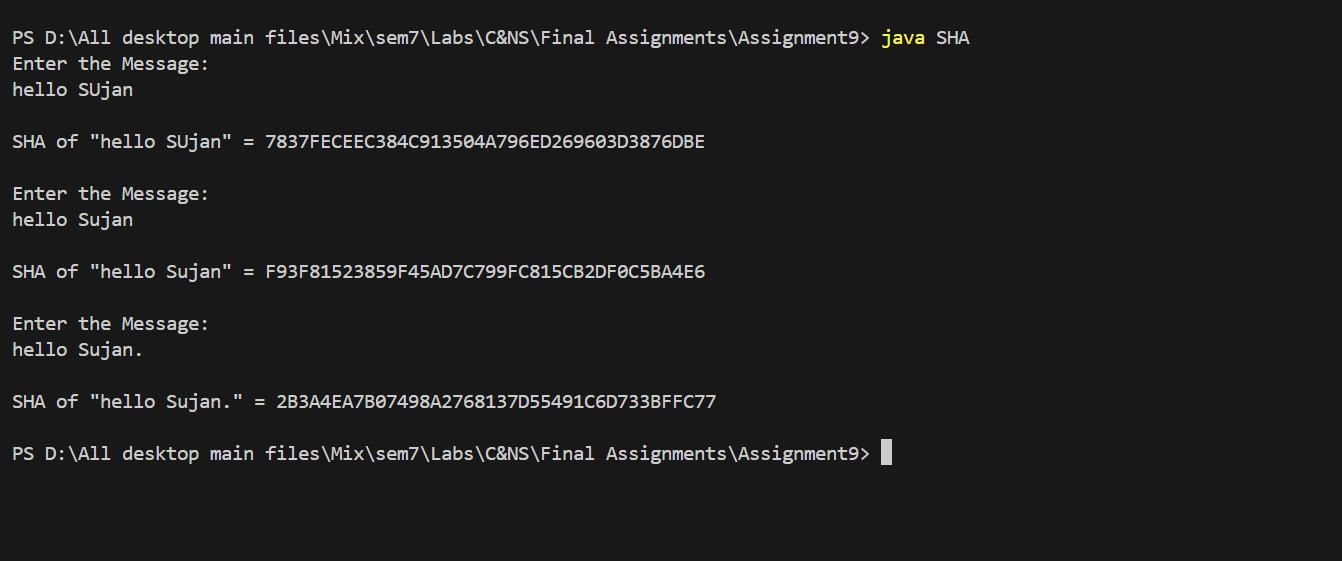 PS D:\All desktop main files\Mix\sem7\Labs\C&NS\Final Assignments\Assignment9> java SHA
Enter the Message:
hello SUjan
SHA of "hello SUjan" = 7837FECEEC384C913504A796ED269603D3876DBE
Enter the Message:
hello Sujan
SHA of "hello Sujan" = F93F81523859F45AD7C799FC815CB2DF0C5BA4E6
Enter the Message:
hello Sujan.
SHA of "hello Sujan." = 2B3A4EA7B07498A2768137D55491C6D733BFFC77
PS D:\All desktop main files\Mix\sem7\Labs\C&NS\Final Assignments\Assignment9>